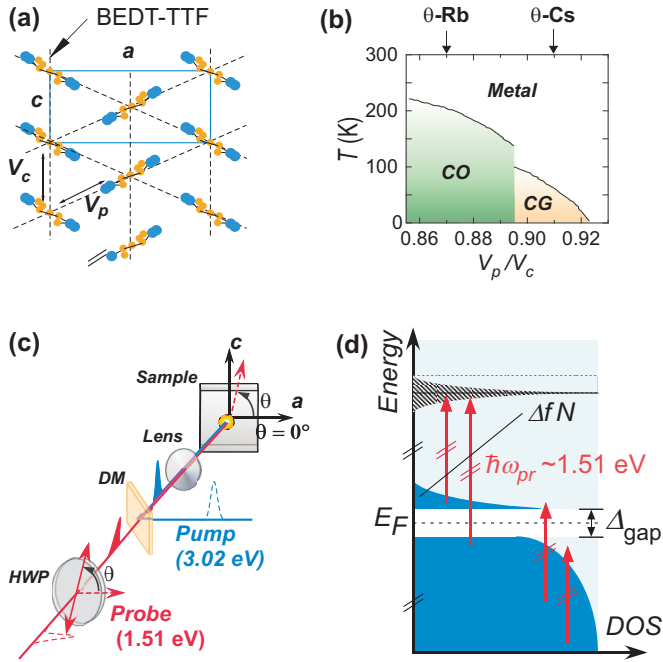 (a)
BEDT-TTF
a
c
V_c
V_p
(b)
θ-Rb
θ-Cs
300
200
100
0
T (K)
Metal
CO
CG
0.86
0.88
0.90
0.92
V_p/V_c
(c)
c
Sample
θ
a
θ = 0°
Lens
DM
Pump
(3.02 eV)
HWP
θ
Probe
(1.51 eV)
(d)
Energy
ΔfN
ħω_pr ~1.51 eV
E_F
Δ_gap
DOS